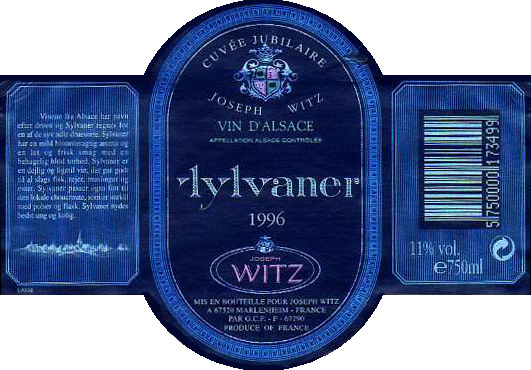 Vinene fra Alsace har navn
efter druen og Sylvaner regnes for
en af de syv ædle druesorte. Sylvaner
har en mild blomsteragtig aroma og
en let og frisk smag med en
behagelig blød tørhed. Sylvaner er
en dejlig og ligetil vin, der gør godt
til al slags fisk, rejer, muslinger og
oster. Sylvaner passer også fint til
den lokale choucroute, som er surkål
med pølser og flæsk. Sylvaner nydes
bedst ung og kølig.
CUVÉE JUBILAIRE
JOSEPH WITZ
VIN D'ALSACE
APPELLATION ALSACE CONTRÔLÉE
Sylvaner
1996
JOSEPH
WITZ
MIS EN BOUTEILLE POUR JOSEPH WITZ
A 67520 MARLENHEIM - FRANCE
PAR G.C.F. - F - 67290
PRODUCE OF FRANCE
5750000173499
11% vol.
e750ml